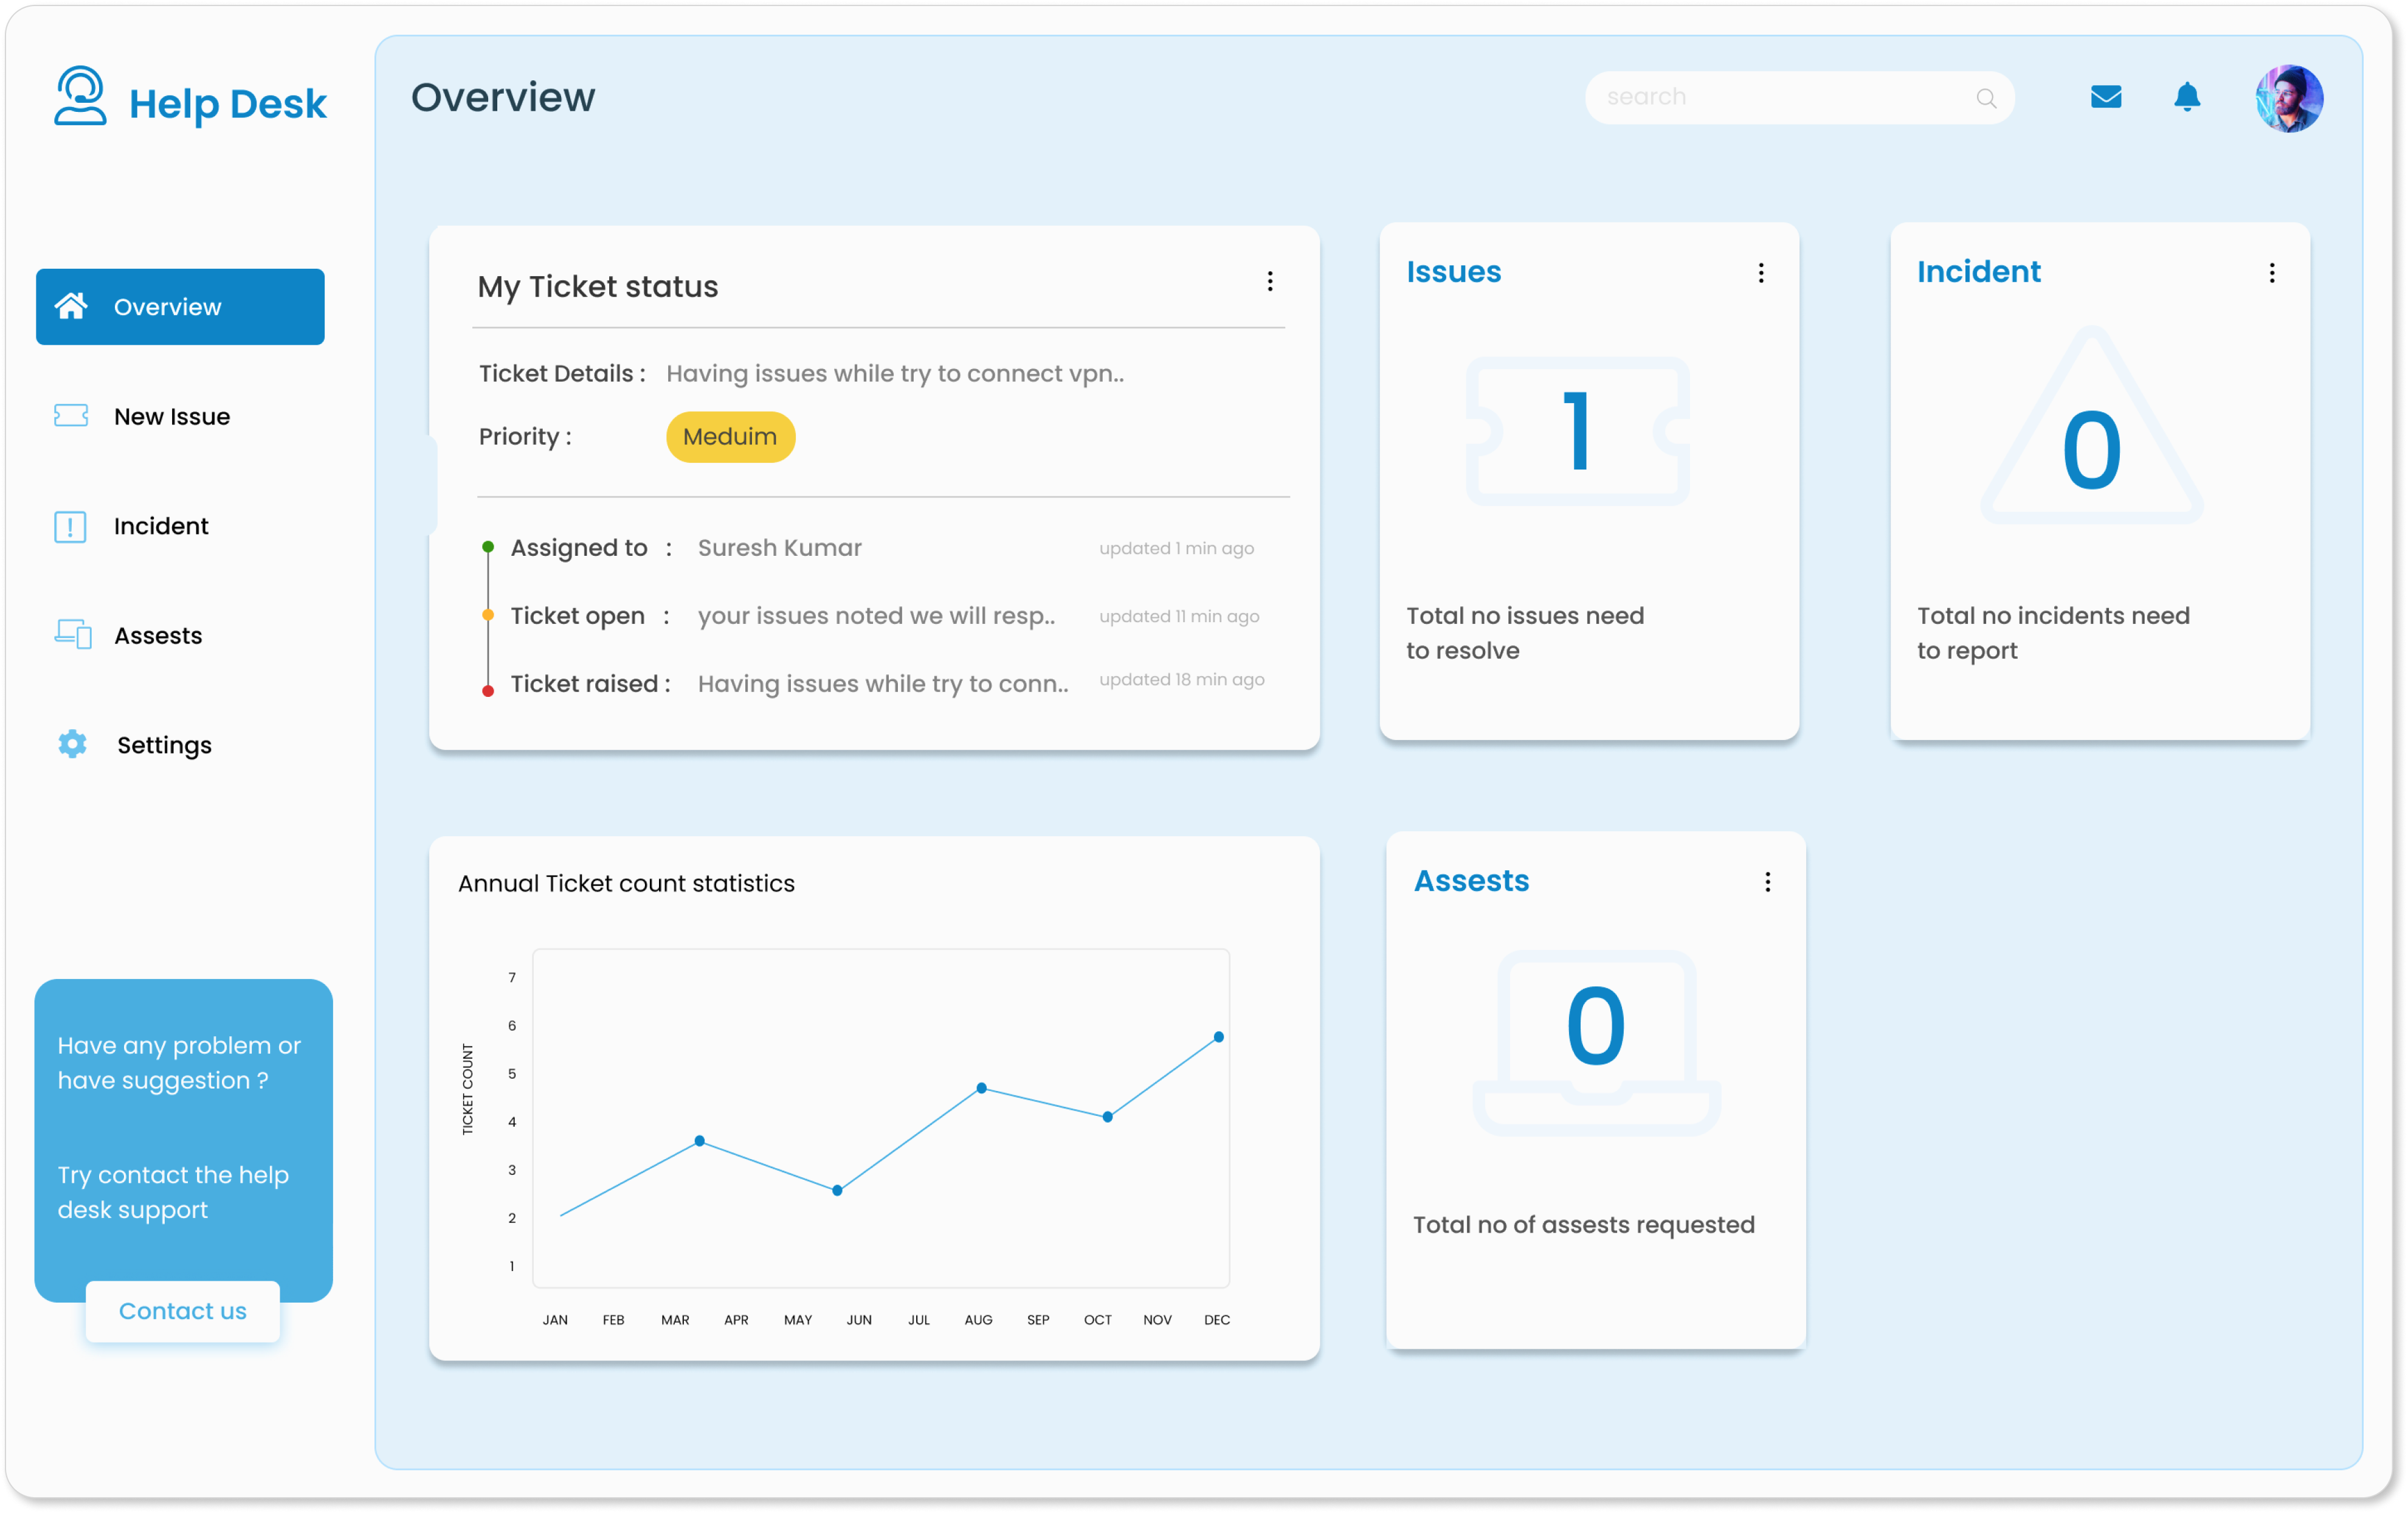 Help Desk
Overview
search
Overview
New Issue
Incident
Assests
Settings
Have any problem or
have suggestion ?
Try contact the help
desk support
Contact us
My Ticket status
Ticket Details : Having issues while try to connect vpn..
Priority : Meduim
Assigned to : Suresh Kumar updated 1 min ago
Ticket open : your issues noted we will resp.. updated 11 min ago
Ticket raised : Having issues while try to conn.. updated 18 min ago
Issues
1
Total no issues need
to resolve
Incident
0
Total no incidents need
to report
Annual Ticket count statistics
TICKET COUNT
7
6
5
4
3
2
1
JAN FEB MAR APR MAY JUN JUL AUG SEP OCT NOV DEC
Assests
0
Total no of assests requested